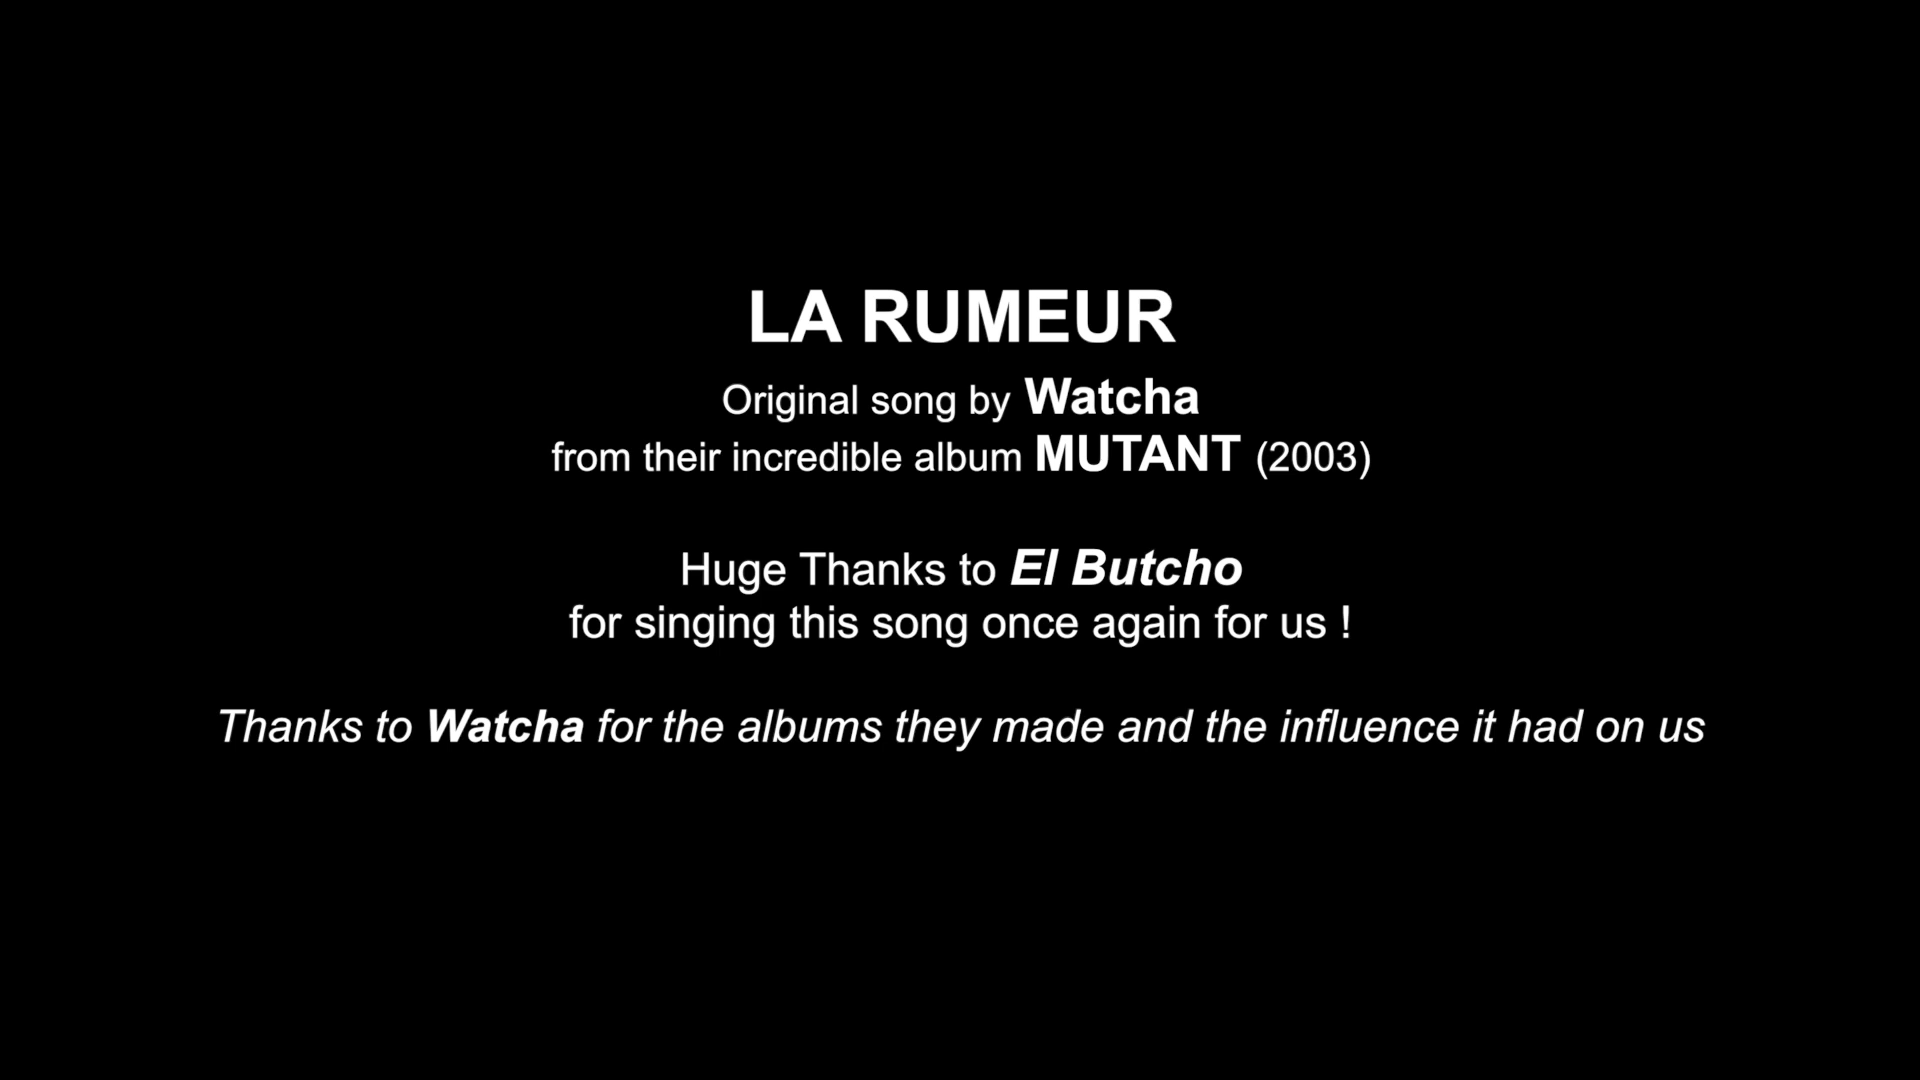 LA RUMEUR
Original song by Watcha
from their incredible album MUTANT (2003)
Huge Thanks to El Butcho
for singing this song once again for us !
Thanks to Watcha for the albums they made and the influence it had on us